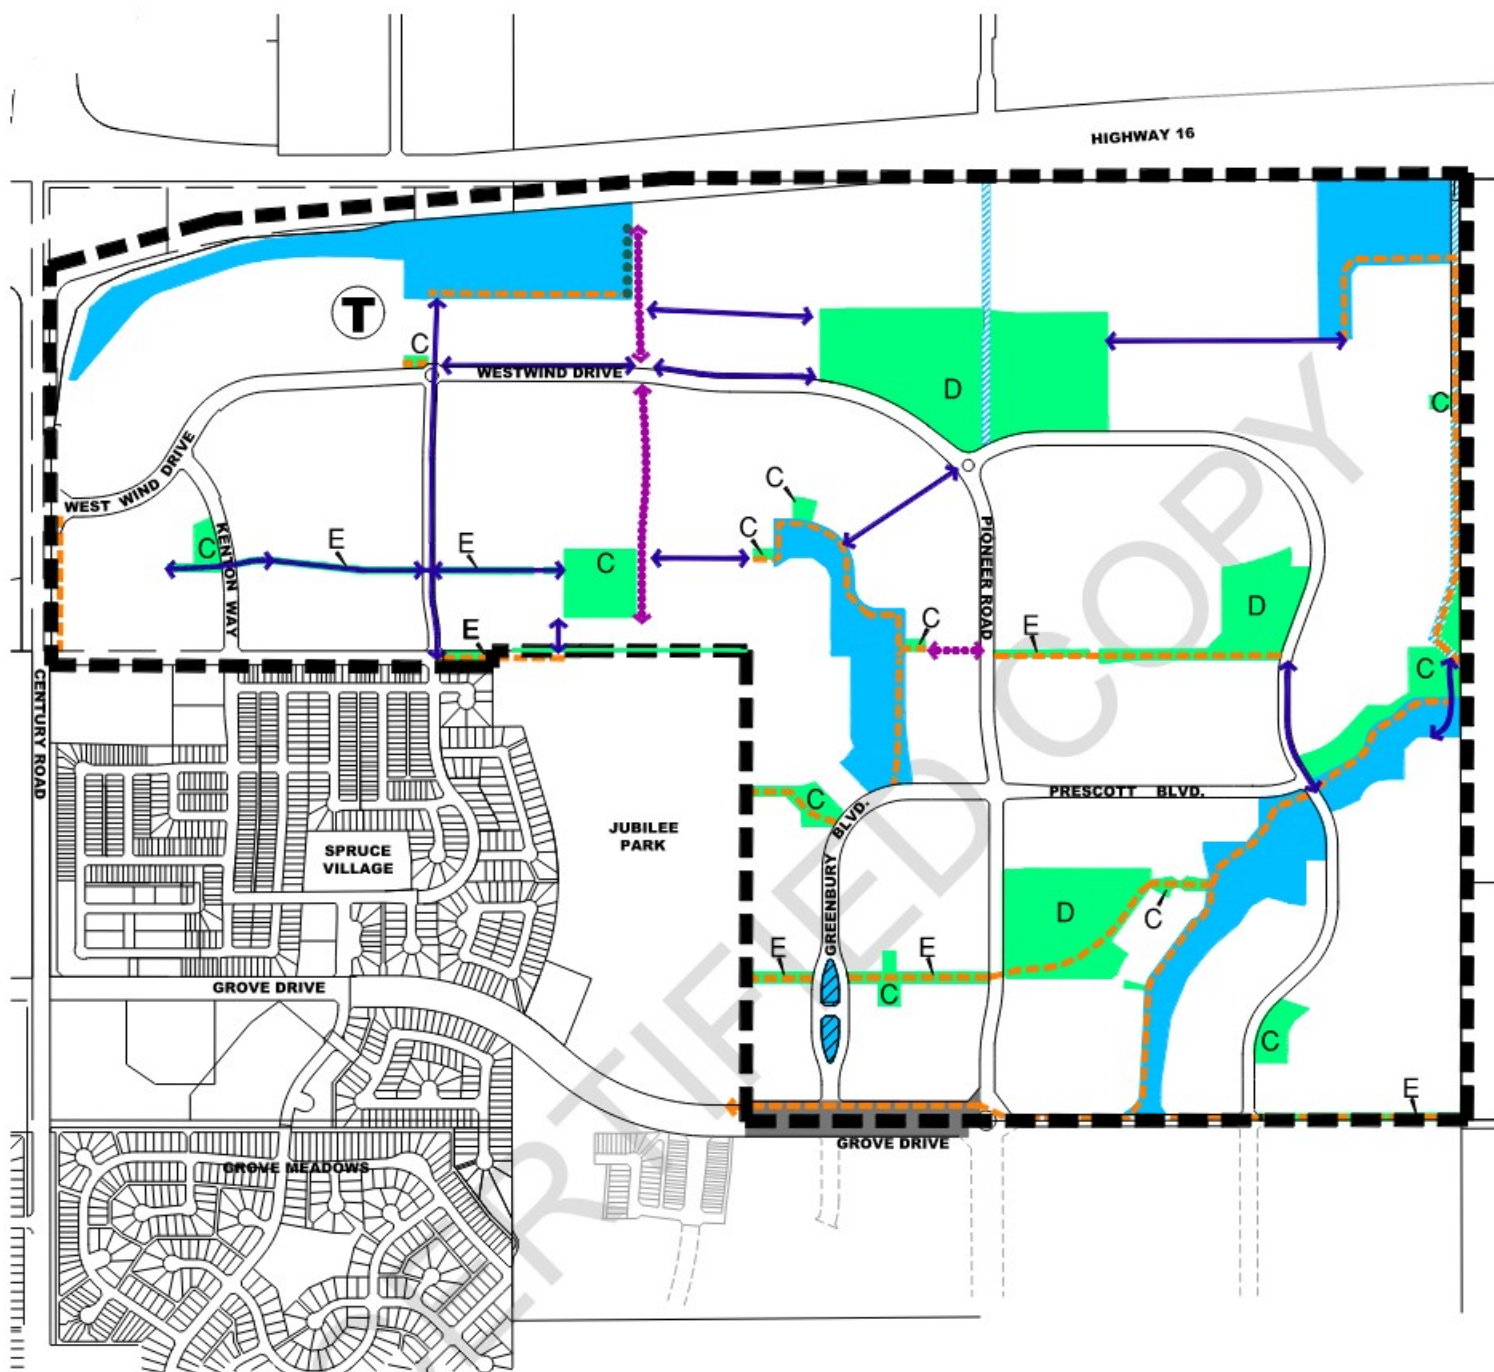 HIGHWAY 16
T
C
WESTWIND DRIVE
D
C
WEST WIND DRIVE
C
C
KENTON WAY
C
E
E
C
PIONEER ROAD
D
E
C
E
C
CENTURY ROAD
PRESCOTT BLVD.
C
GREENBURY BLVD.
JUBILEE
PARK
SPRUCE
VILLAGE
D
C
E
E
C
GROVE DRIVE
C
E
GROVE DRIVE
GROVE MEADOWS
CERTIFIED COPY